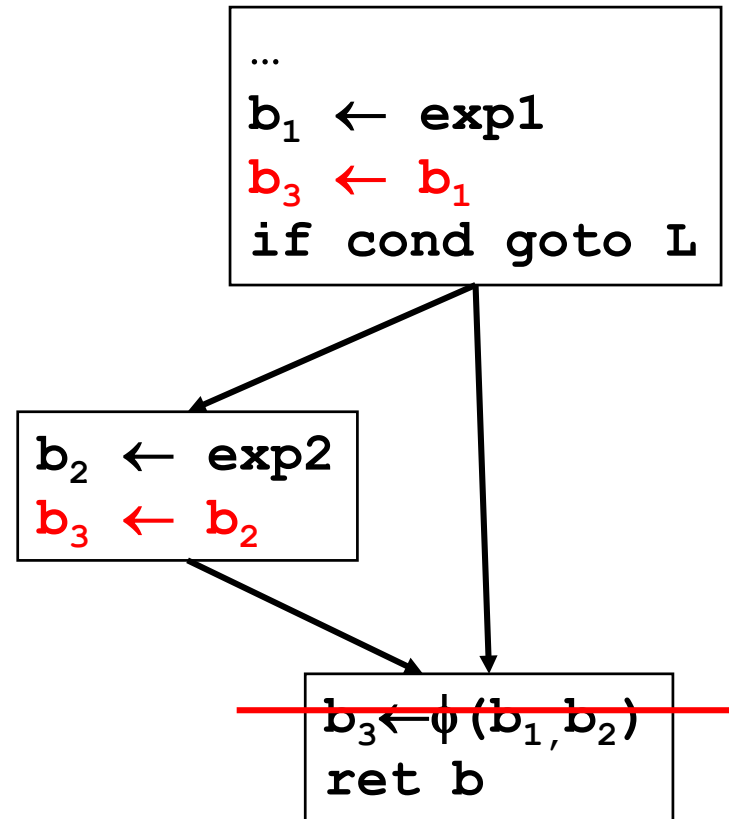 …
b₁ ← exp1
b₃ ← b₁
if cond goto L
b₂ ← exp2
b₃ ← b₂
b₃←ϕ(b₁,b₂)
ret b